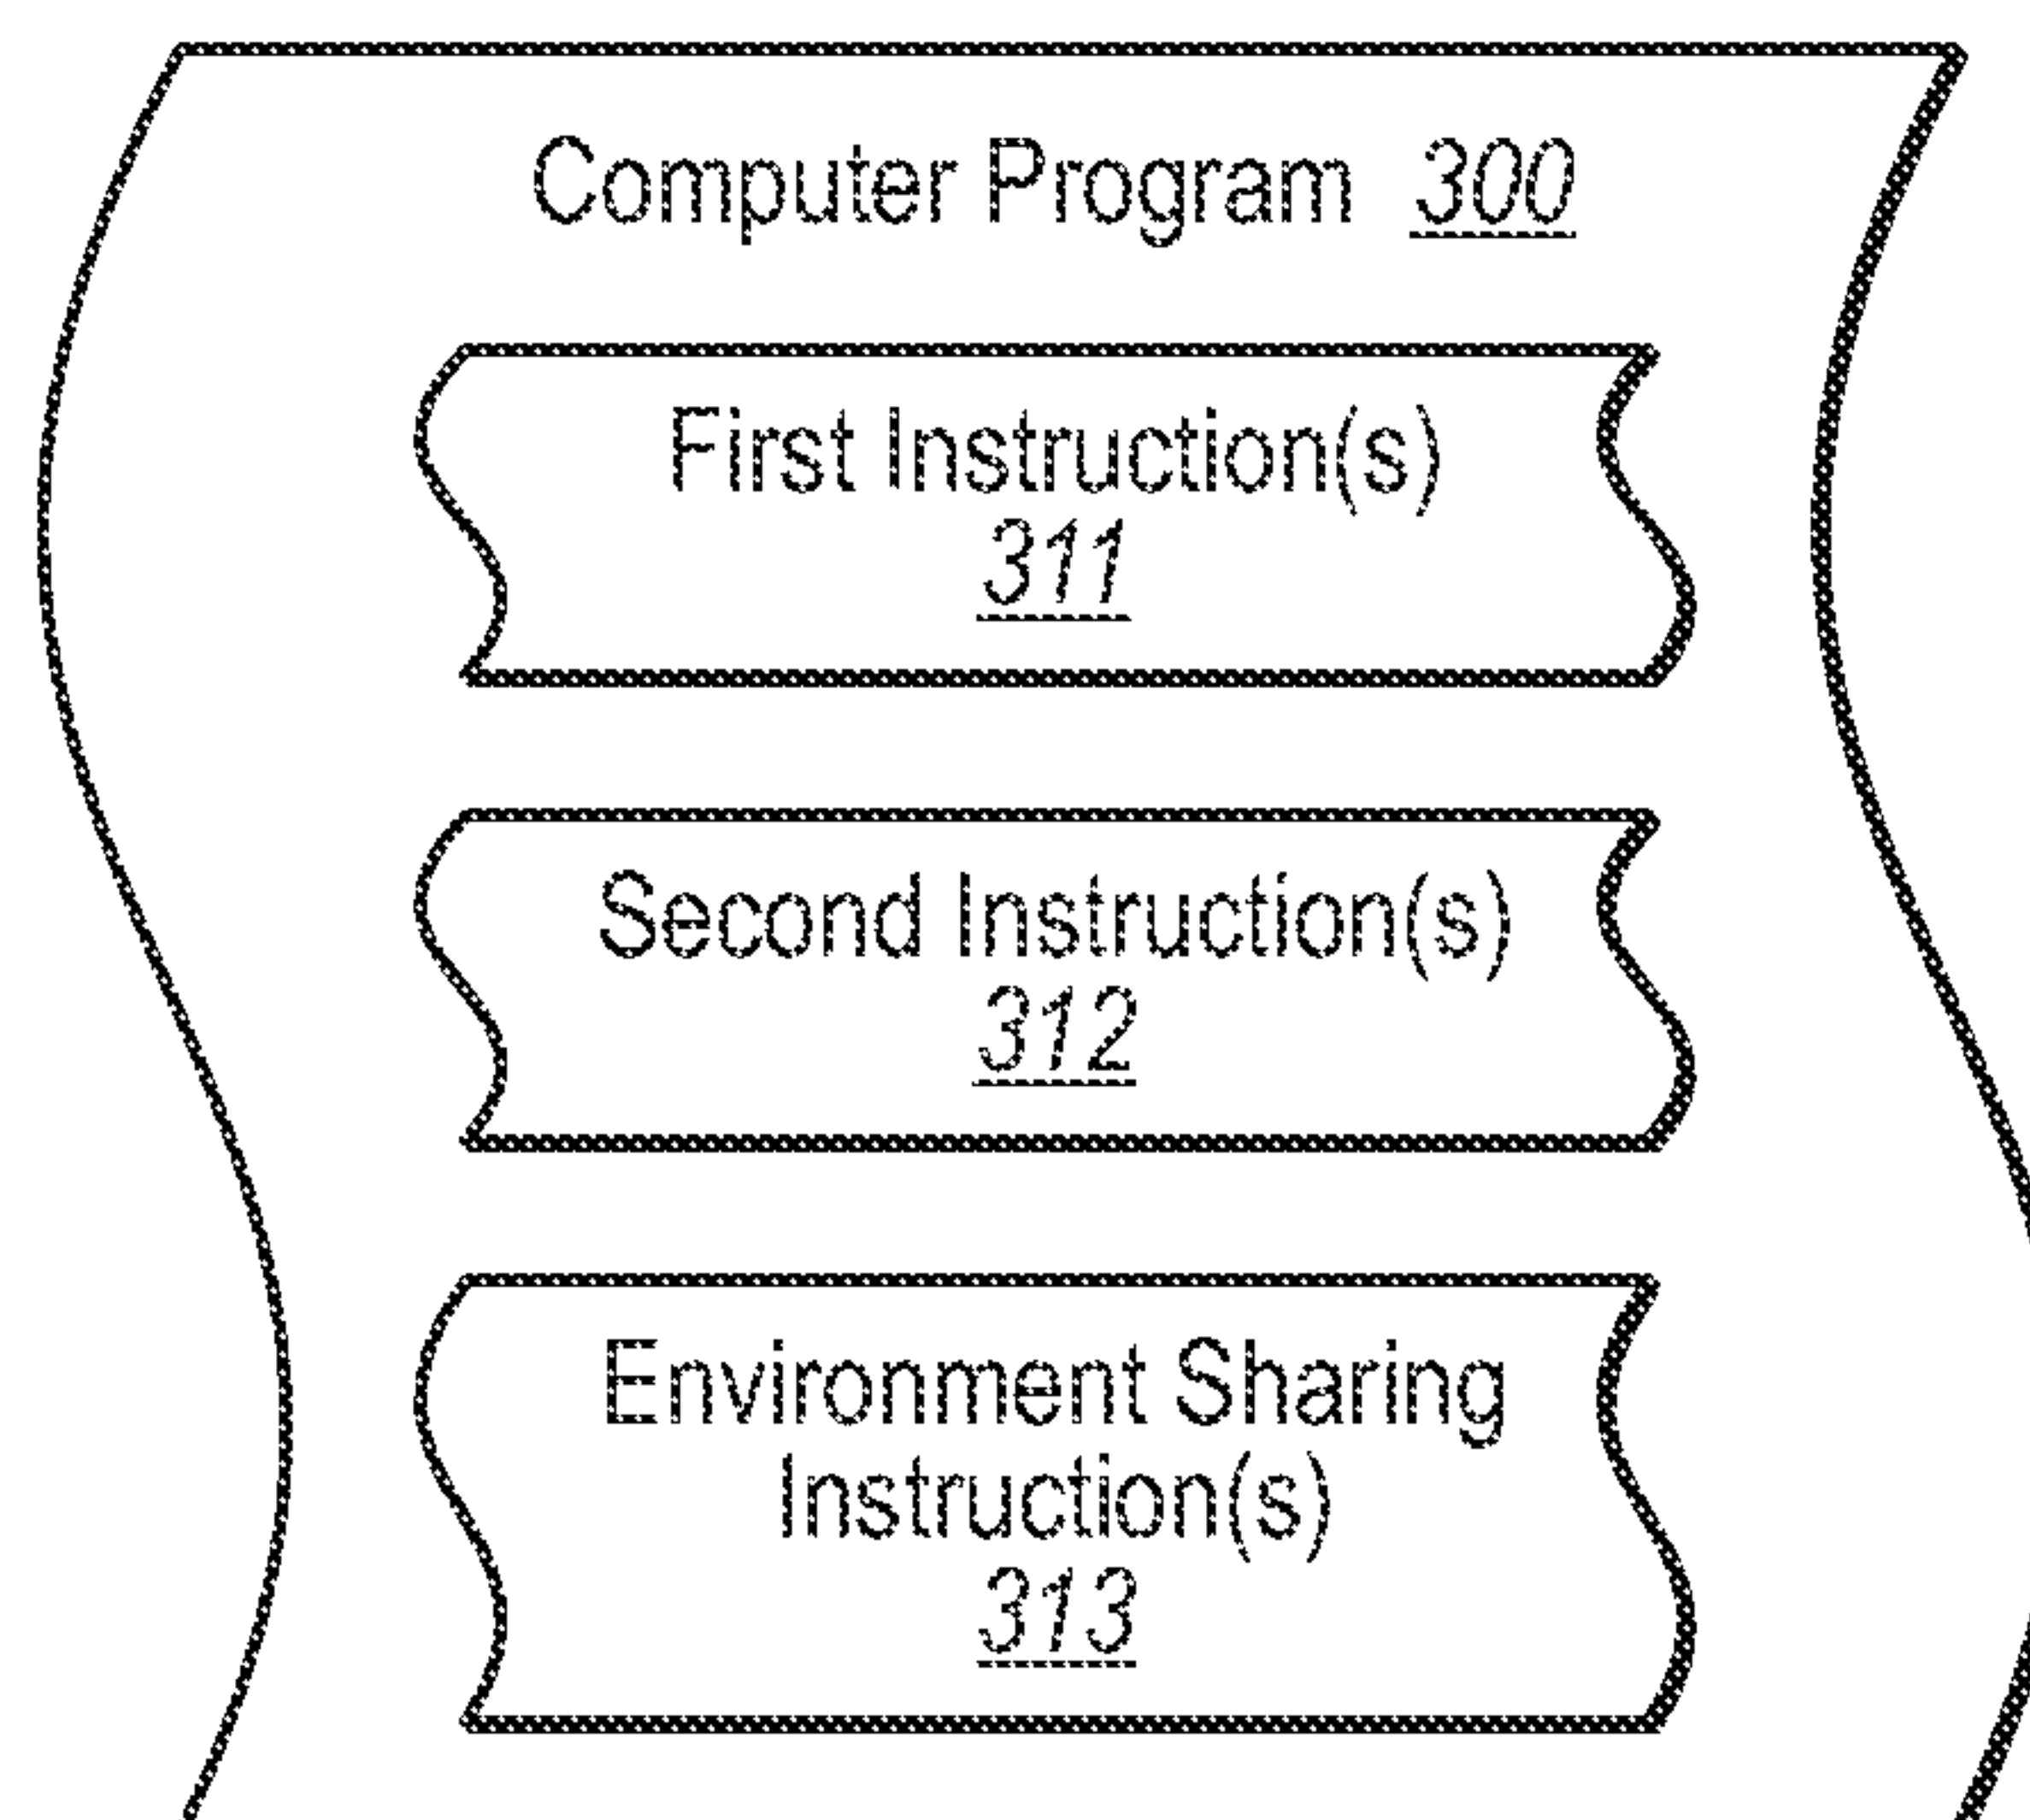 Computer Program 300
First Instruction(s)
311
Second Instruction(s)
312
Environment Sharing
Instruction(s)
313